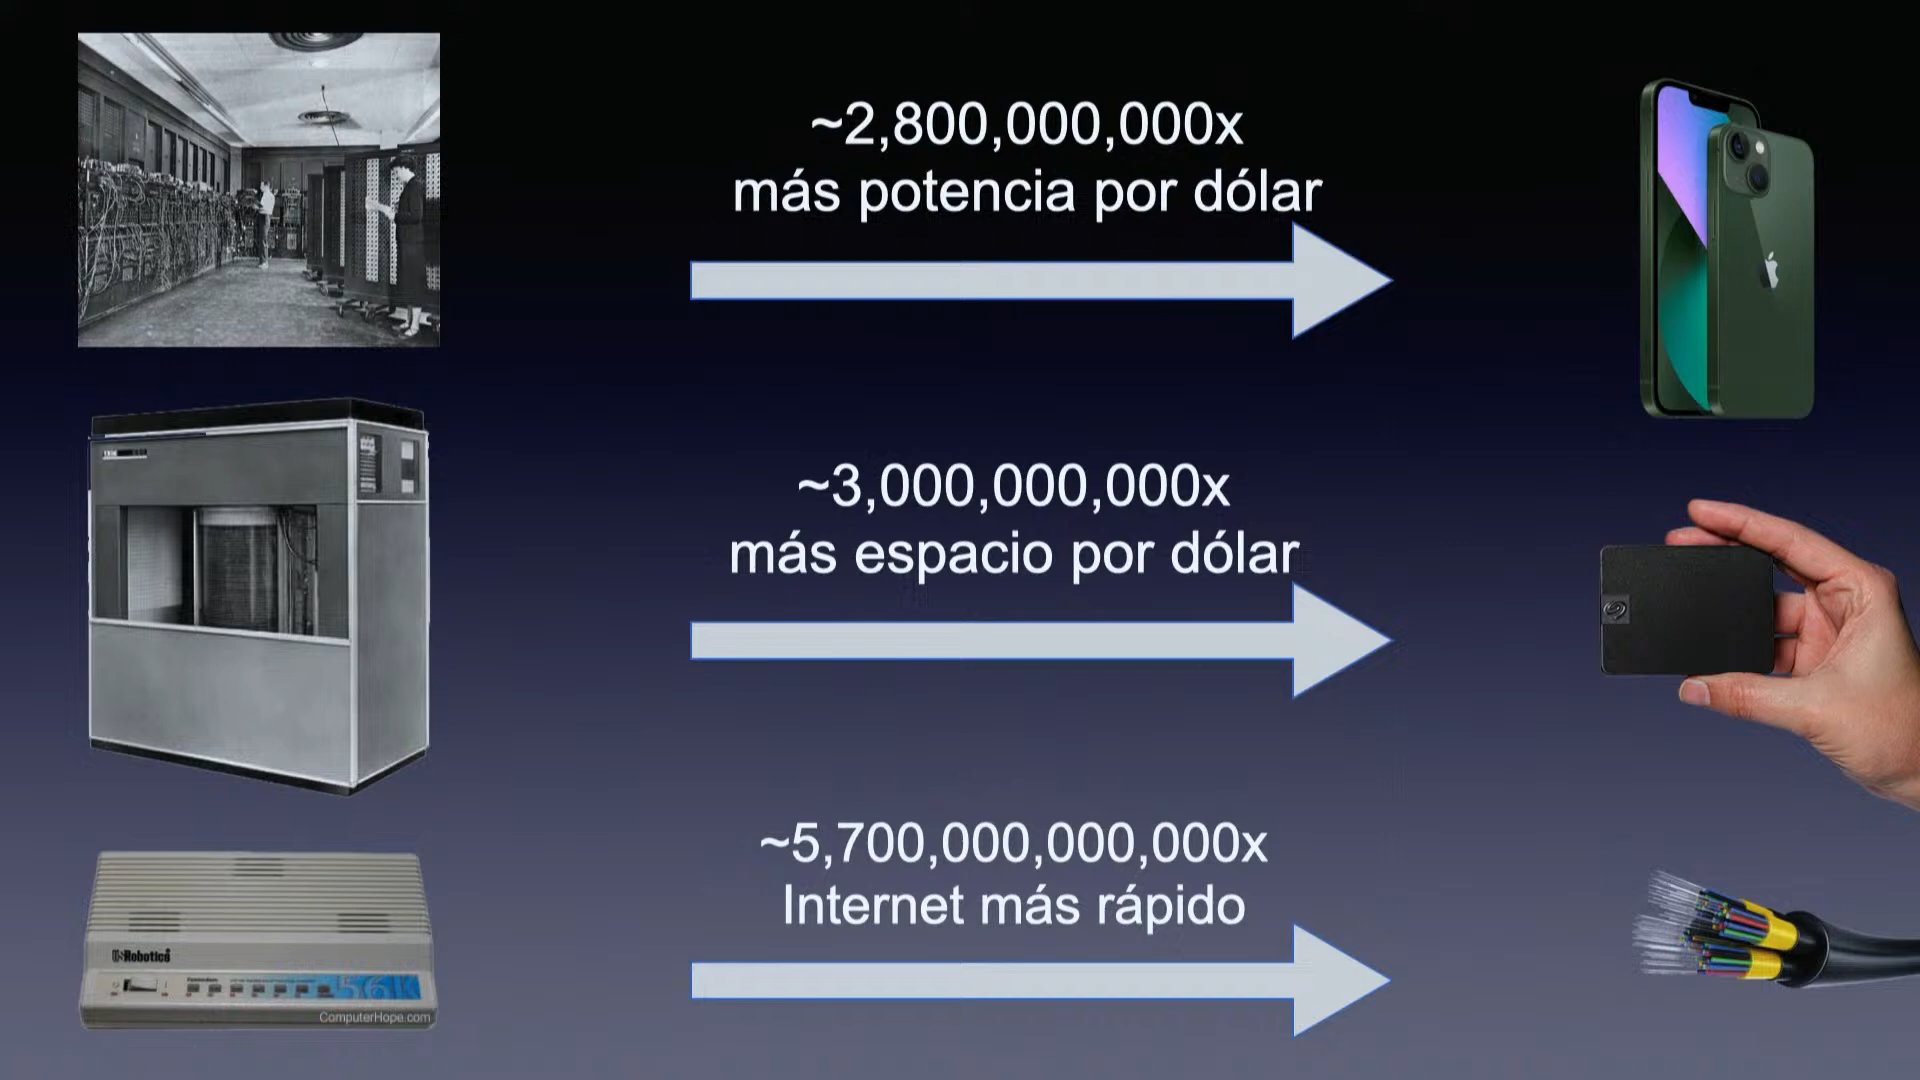 ~2,800,000,000x
más potencia por dólar
~3,000,000,000x
más espacio por dólar
~5,700,000,000,000x
Internet más rápido
USRobotics
56K
ComputerHope.com